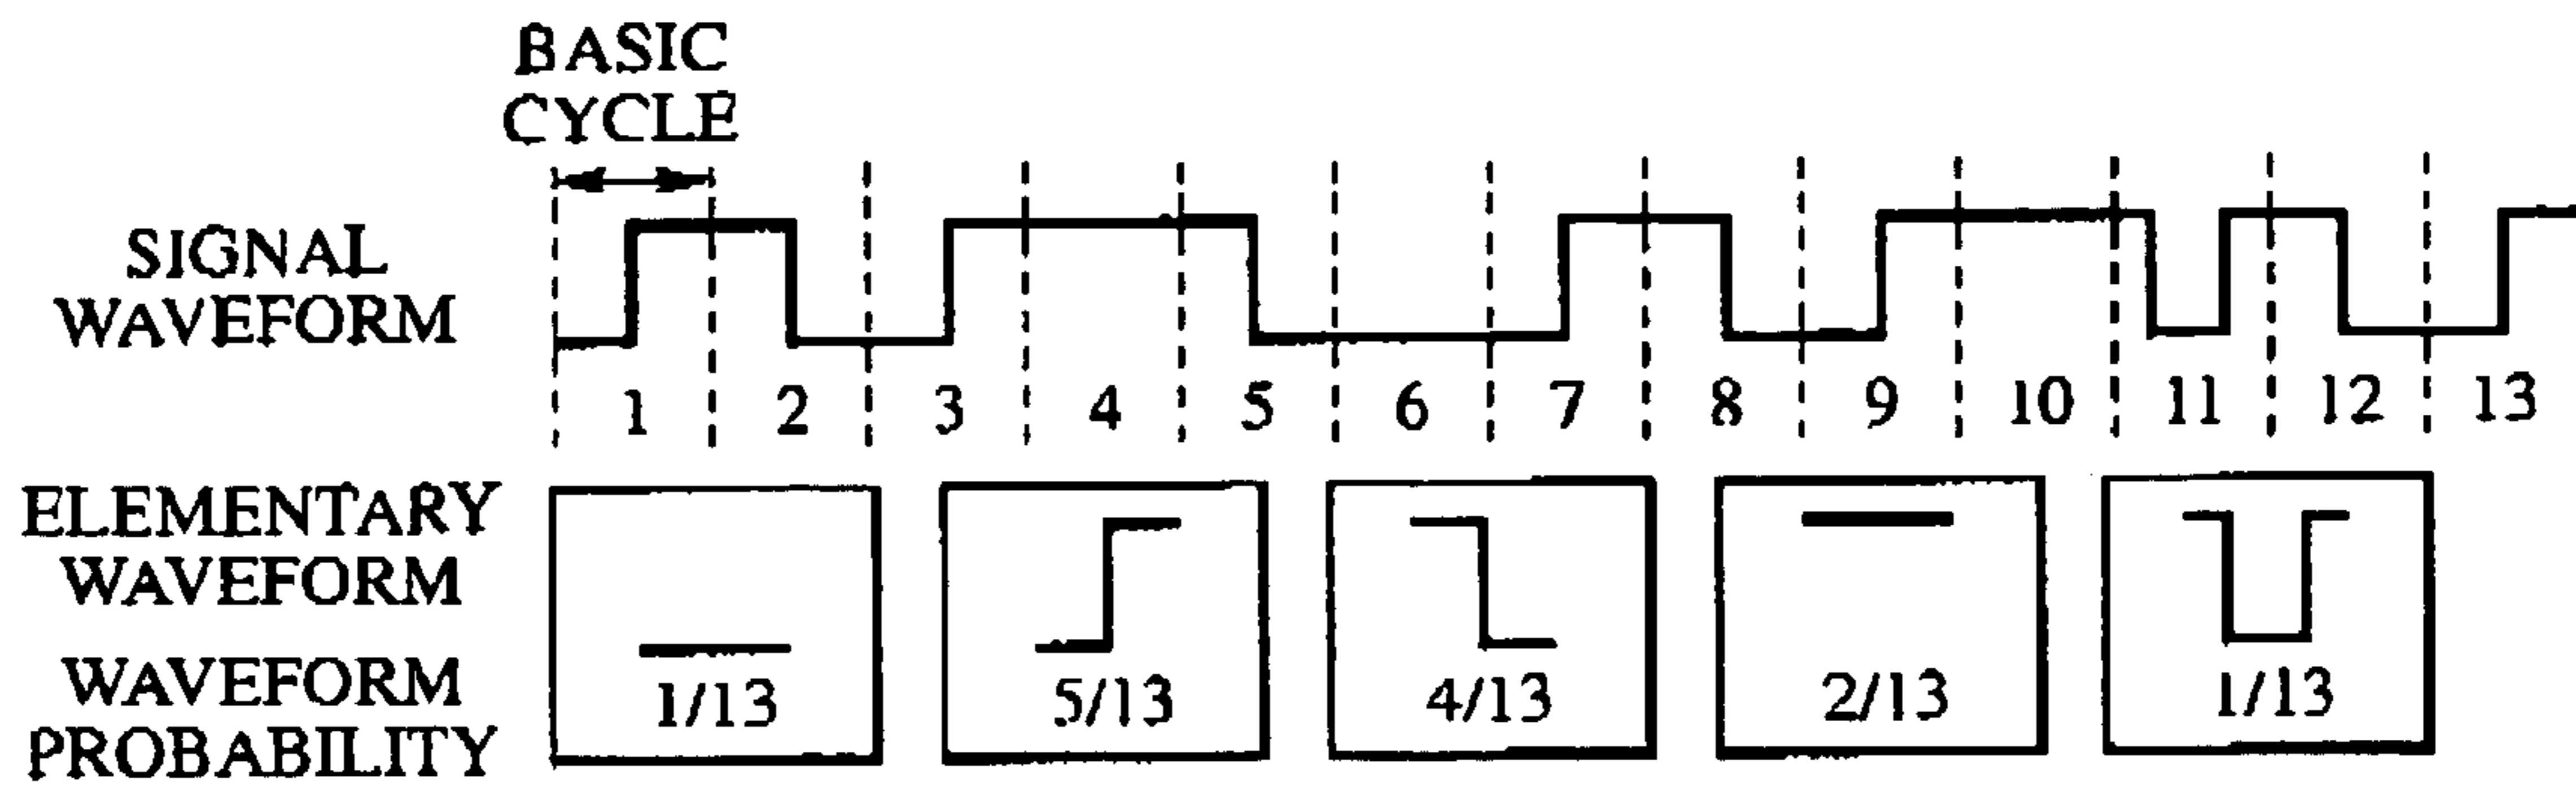 BASIC
CYCLE
SIGNAL
WAVEFORM
1 2 3 4 5 6 7 8 9 10 11 12 13
ELEMENTARY
WAVEFORM
WAVEFORM
PROBABILITY
1/13 5/13 4/13 2/13 1/13